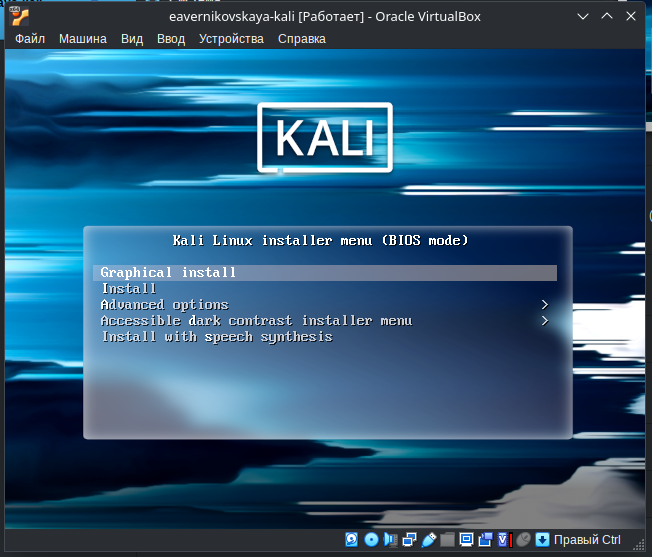 eavernikovskaya-kali [Работает] - Oracle VirtualBox
Файл Машина Вид Ввод Устройства Справка
KALI
Kali Linux installer menu (BIOS mode)
Graphical install
Install
Advanced options >
Accessible dark contrast installer menu >
Install with speech synthesis
Правый Ctrl